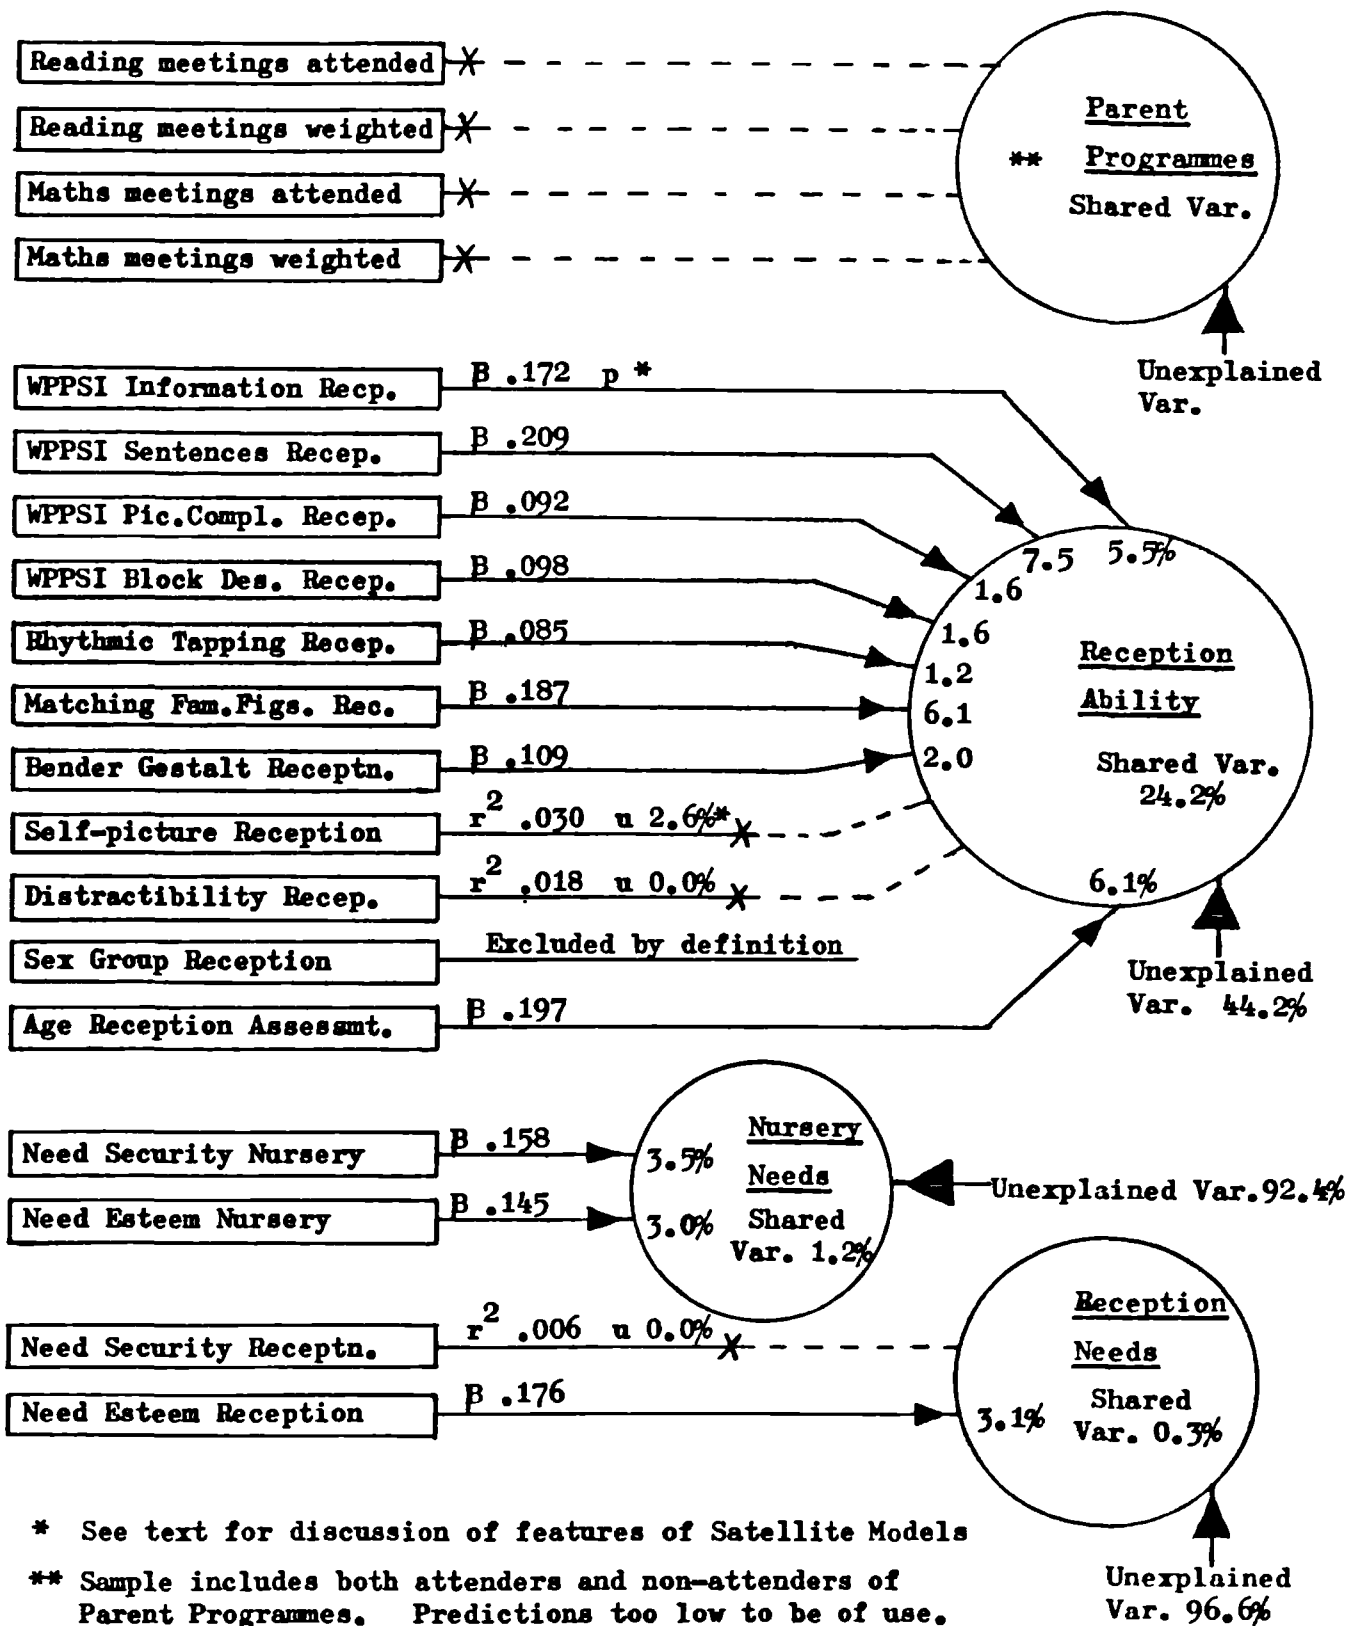 Reading meetings attended
Reading meetings weighted
Maths meetings attended
Maths meetings weighted
Parent
** Programmes
Shared Var.
Unexplained
Var.
WPPSI Information Recp. β .172 p *
WPPSI Sentences Recep. β .209
WPPSI Pic.Compl. Recep. β .092
WPPSI Block Des. Recep. β .098
Rhythmic Tapping Recep. β .085
Matching Fam.Figs. Rec. β .187
Bender Gestalt Receptn. β .109
Self-picture Reception r² .030 u 2.6%*
Distractibility Recep. r² .018 u 0.0%
Sex Group Reception Excluded by definition
Age Reception Assessmt. β .197
5.5%
7.5
1.6
1.6
1.2
6.1
2.0
6.1%
Reception
Ability
Shared Var.
24.2%
Unexplained
Var. 44.2%
Need Security Nursery β .158 3.5%
Need Esteem Nursery β .145 3.0%
Nursery
Needs
Shared
Var. 1.2%
Unexplained Var.92.4%
Need Security Receptn. r² .006 u 0.0%
Need Esteem Reception β .176 3.1%
Reception
Needs
Shared
Var. 0.3%
Unexplained
Var. 96.6%
* See text for discussion of features of Satellite Models
** Sample includes both attenders and non-attenders of
Parent Programmes. Predictions too low to be of use.